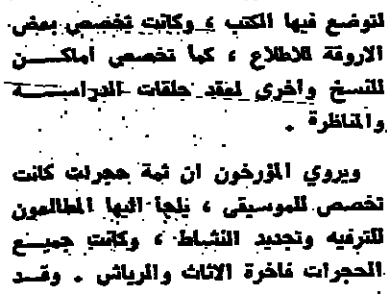 لتوضع فيها الكتب ، وكانت تخصص بعض
الاروقة للاطلاع ، كما تخصص أماكن
للنسخ وأخرى لعقد حلقات الدراسة
والمناظرة .
ويروي المؤرخون ان ثمة حجرات كانت
تخصص للموسيقى ، يلجأ اليها المطالعون
للترفيه وتجديد النشاط ، وكانت جميع
الحجرات فاخرة الاثاث والرياش . وقد